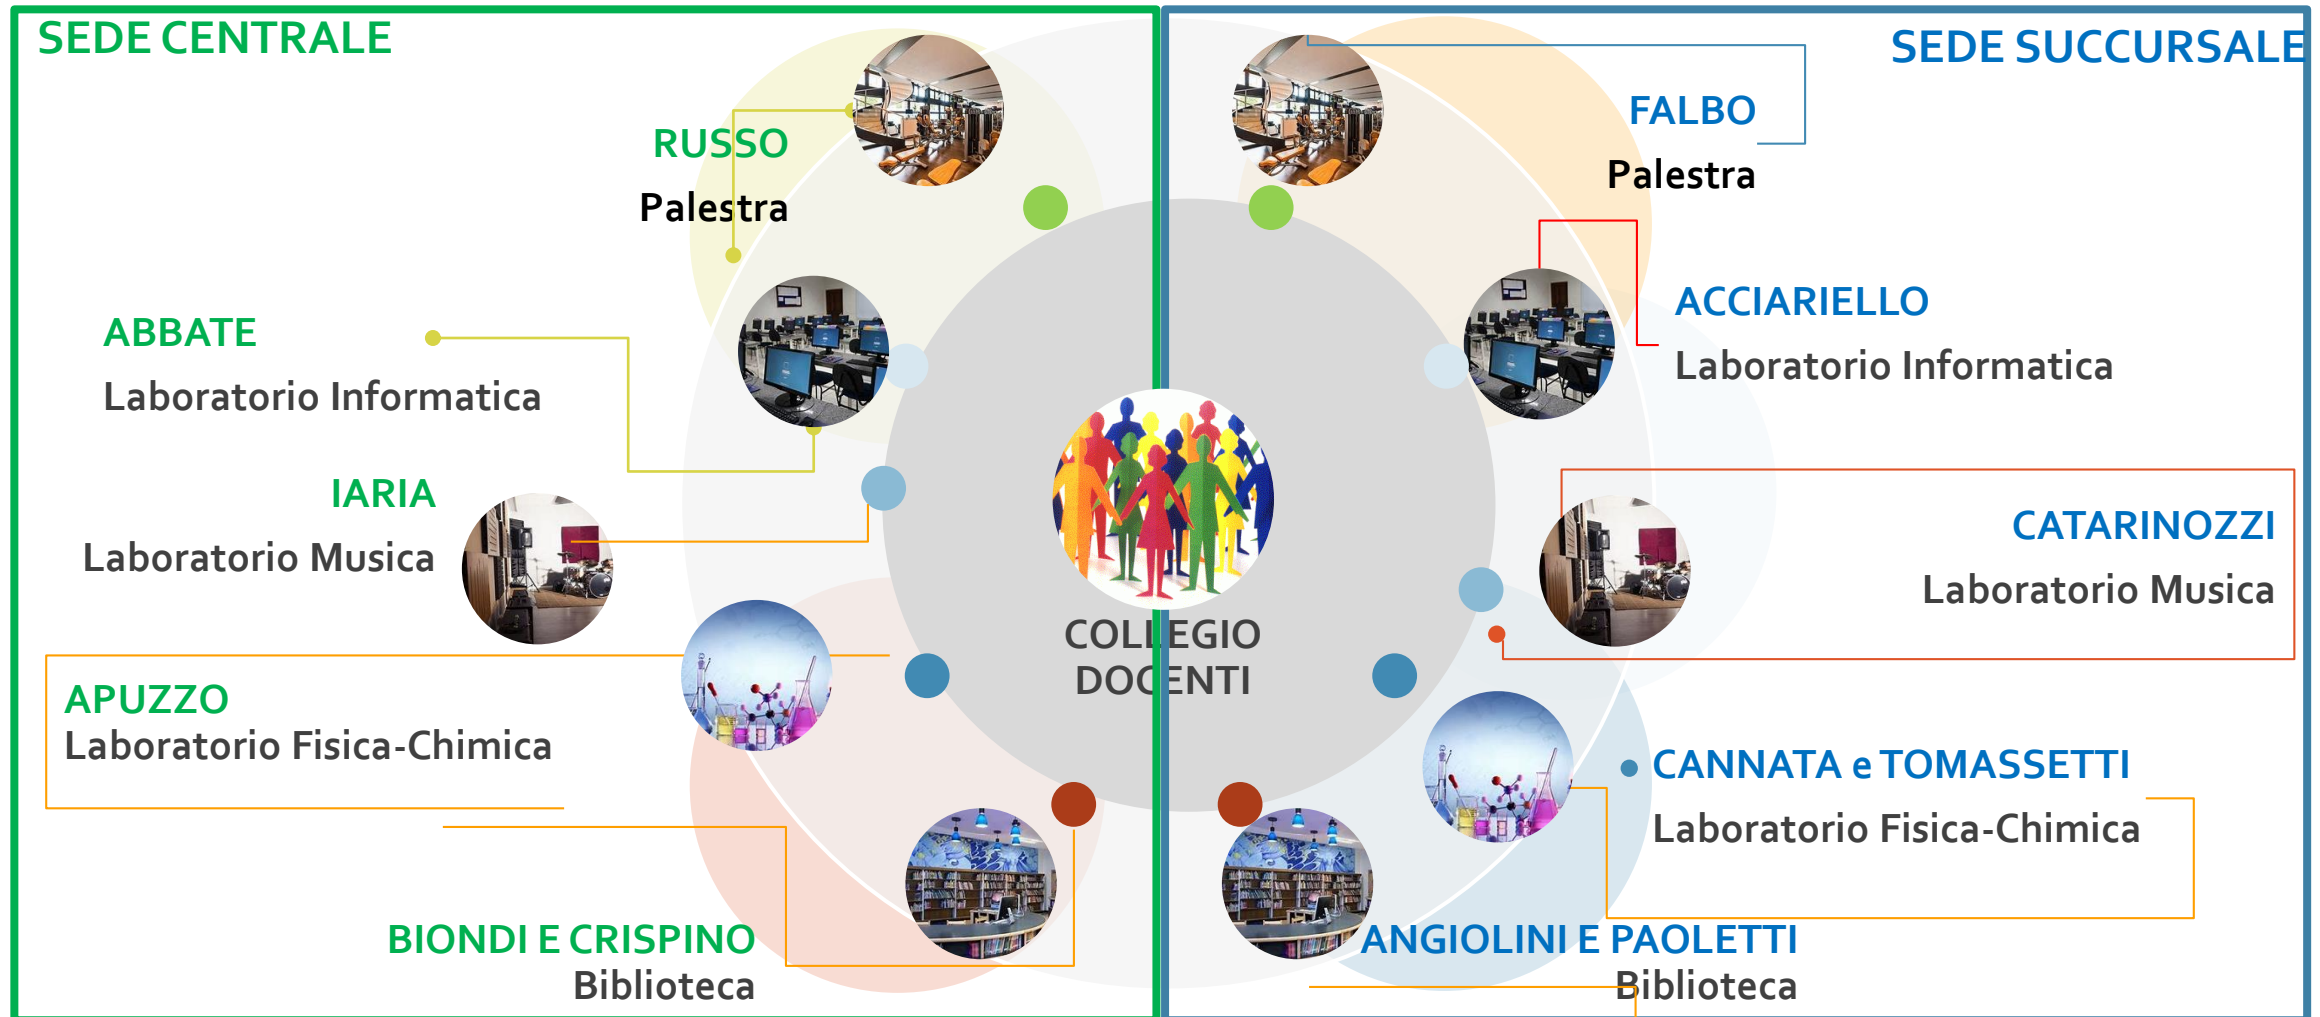 SEDE CENTRALE
RUSSO
Palestra
ABBATE
Laboratorio Informatica
IARIA
Laboratorio Musica
APUZZO
Laboratorio Fisica-Chimica
BIONDI E CRISPINO
Biblioteca
COLLEGIO
DOCENTI
SEDE SUCCURSALE
FALBO
Palestra
ACCIARIELLO
Laboratorio Informatica
CATARINOZZI
Laboratorio Musica
CANNATA e TOMASSETTI
Laboratorio Fisica-Chimica
ANGIOLINI E PAOLETTI
Biblioteca